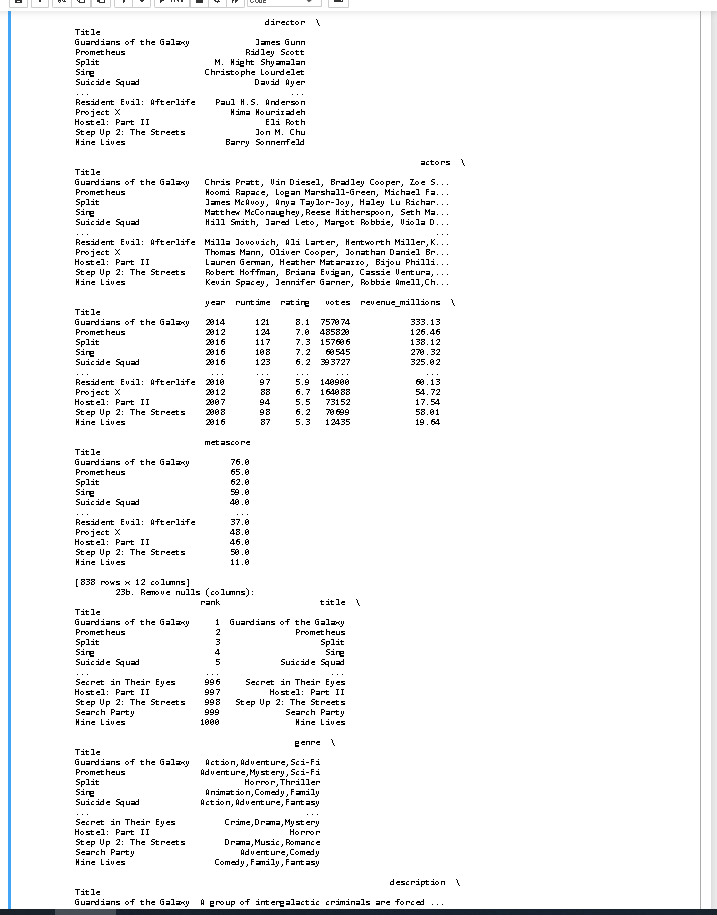 director \
Title
Guardians of the Galaxy James Gunn
Prometheus Ridley Scott
Split M. Night Shyamalan
Sing Christophe Lourdelet
Suicide Squad David Ayer
... ...
Resident Evil: Afterlife Paul W.S. Anderson
Project X Nima Nourizadeh
Hostel: Part II Eli Roth
Step Up 2: The Streets Jon M. Chu
Nine Lives Barry Sonnenfeld
actors \
Title
Guardians of the Galaxy Chris Pratt, Vin Diesel, Bradley Cooper, Zoe S...
Prometheus Noomi Rapace, Logan Marshall-Green, Michael Fa...
Split James McAvoy, Anya Taylor-Joy, Haley Lu Richar...
Sing Matthew McConaughey,Reese Witherspoon, Seth Ma...
Suicide Squad Will Smith, Jared Leto, Margot Robbie, Viola D...
... ...
Resident Evil: Afterlife Milla Jovovich, Ali Larter, Wentworth Miller,K...
Project X Thomas Mann, Oliver Cooper, Jonathan Daniel Br...
Hostel: Part II Lauren German, Heather Matarazzo, Bijou Philli...
Step Up 2: The Streets Robert Hoffman, Briana Evigan, Cassie Ventura,...
Nine Lives Kevin Spacey, Jennifer Garner, Robbie Amell,Ch...
year runtime rating votes revenue_millions \
Title
Guardians of the Galaxy 2014 121 8.1 757074 333.13
Prometheus 2012 124 7.0 485820 126.46
Split 2016 117 7.3 157606 138.12
Sing 2016 108 7.2 60545 270.32
Suicide Squad 2016 123 6.2 393727 325.02
... ... ... ... ... ...
Resident Evil: Afterlife 2010 97 5.9 140900 60.13
Project X 2012 88 6.7 164088 54.72
Hostel: Part II 2007 94 5.5 73152 17.54
Step Up 2: The Streets 2008 98 6.2 70699 58.01
Nine Lives 2016 87 5.3 12435 19.64
metascore
Title
Guardians of the Galaxy 76.0
Prometheus 65.0
Split 62.0
Sing 59.0
Suicide Squad 40.0
... ...
Resident Evil: Afterlife 37.0
Project X 48.0
Hostel: Part II 46.0
Step Up 2: The Streets 50.0
Nine Lives 11.0
[838 rows x 12 columns]
23b. Remove nulls (columns):
rank title \
Title
Guardians of the Galaxy 1 Guardians of the Galaxy
Prometheus 2 Prometheus
Split 3 Split
Sing 4 Sing
Suicide Squad 5 Suicide Squad
... ... ...
Secret in Their Eyes 996 Secret in Their Eyes
Hostel: Part II 997 Hostel: Part II
Step Up 2: The Streets 998 Step Up 2: The Streets
Search Party 999 Search Party
Nine Lives 1000 Nine Lives
genre \
Title
Guardians of the Galaxy Action,Adventure,Sci-Fi
Prometheus Adventure,Mystery,Sci-Fi
Split Horror,Thriller
Sing Animation,Comedy,Family
Suicide Squad Action,Adventure,Fantasy
... ...
Secret in Their Eyes Crime,Drama,Mystery
Hostel: Part II Horror
Step Up 2: The Streets Drama,Music,Romance
Search Party Adventure,Comedy
Nine Lives Comedy,Family,Fantasy
description \
Title
Guardians of the Galaxy A group of intergalactic criminals are forced ...